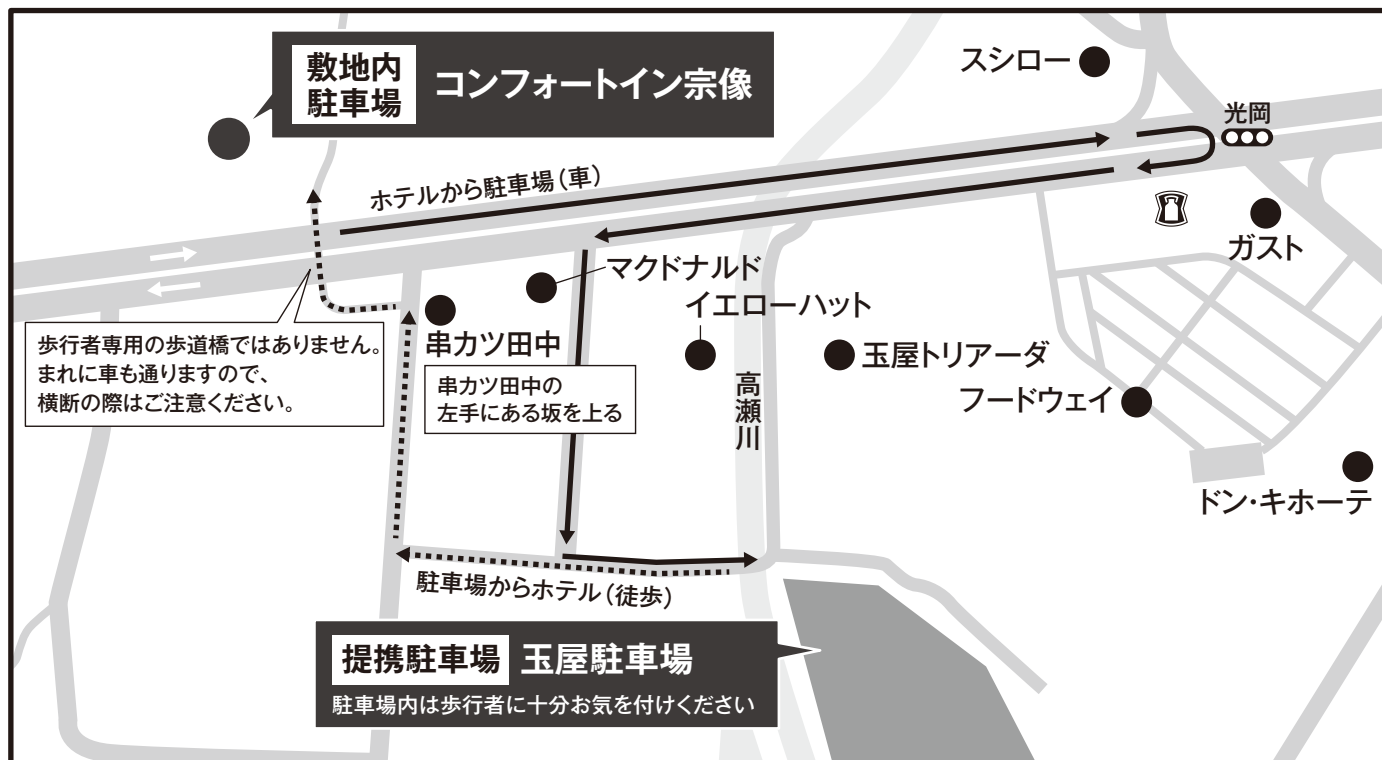 敷地内
駐車場
コンフォートイン宗像
スシロー
光岡
ホテルから駐車場（車）
ガスト
マクドナルド
イエローハット
歩行者専用の歩道橋ではありません。
まれに車も通りますので、
横断の際はご注意ください。
串カツ田中
串カツ田中の
左手にある坂を上る
高瀬川
玉屋トリアーダ
フードウェイ
ドン・キホーテ
駐車場からホテル（徒歩）
提携駐車場
玉屋駐車場
駐車場内は歩行者に十分お気を付けください